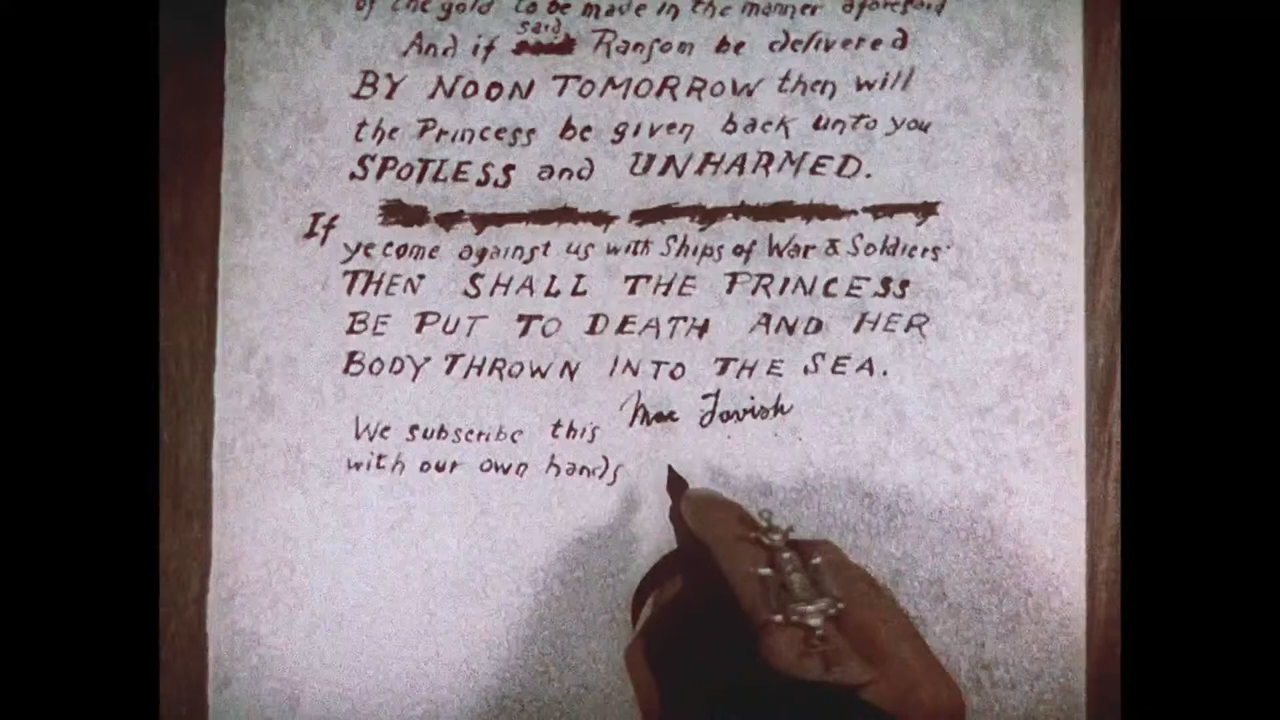 of the gold to be made in the manner aforesaid
said
And if said Ransom be delivered
BY NOON TOMORROW then will
the Princess be given back unto you
SPOTLESS and UNHARMED.
If
ye come against us with Ships of War & Soldiers
THEN SHALL THE PRINCESS
BE PUT TO DEATH AND HER
BODY THROWN INTO THE SEA.
Mac Tavish
We subscribe this
with our own hands